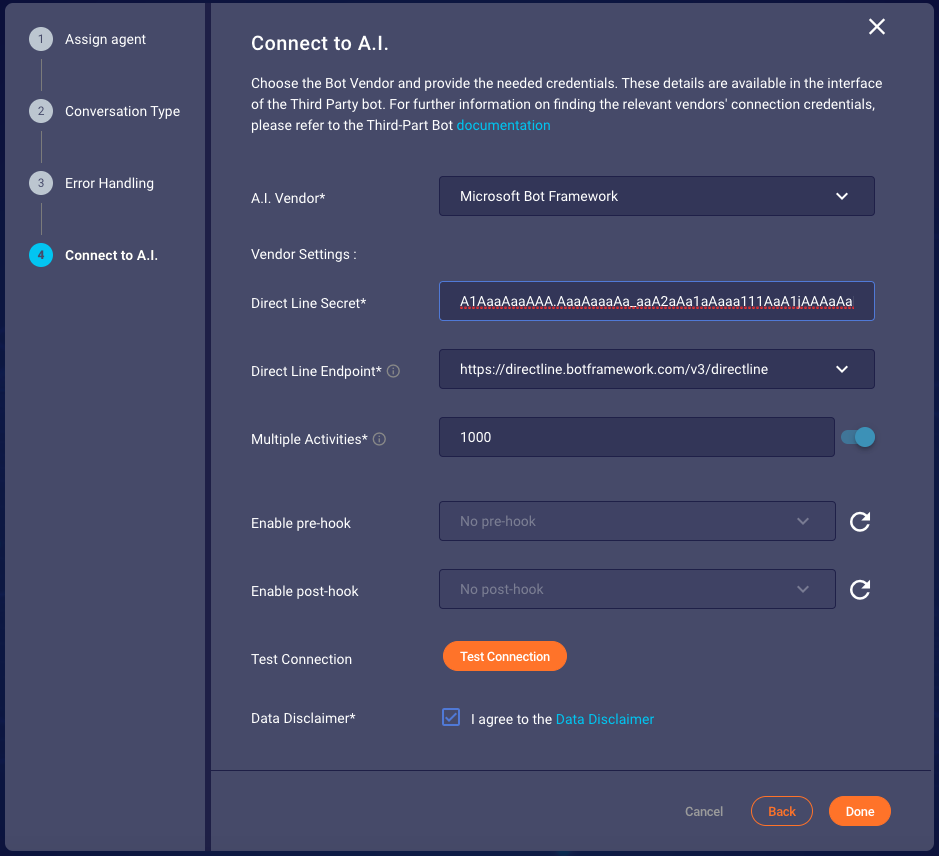 1 Assign agent
2 Conversation Type
3 Error Handling
4 Connect to A.I.
Connect to A.I.
Choose the Bot Vendor and provide the needed credentials. These details are available in the interface
of the Third Party bot. For further information on finding the relevant vendors' connection credentials,
please refer to the Third-Part Bot documentation
A.I. Vendor* Microsoft Bot Framework
Vendor Settings :
Direct Line Secret* A1AaaAaaAAA.AaaAaaaAa_aaA2aAa1aAaaa111AaA1jAAAaAa
Direct Line Endpoint* https://directline.botframework.com/v3/directline
Multiple Activities* 1000
Enable pre-hook No pre-hook
Enable post-hook No post-hook
Test Connection Test Connection
Data Disclaimer* I agree to the Data Disclaimer
Cancel Back Done